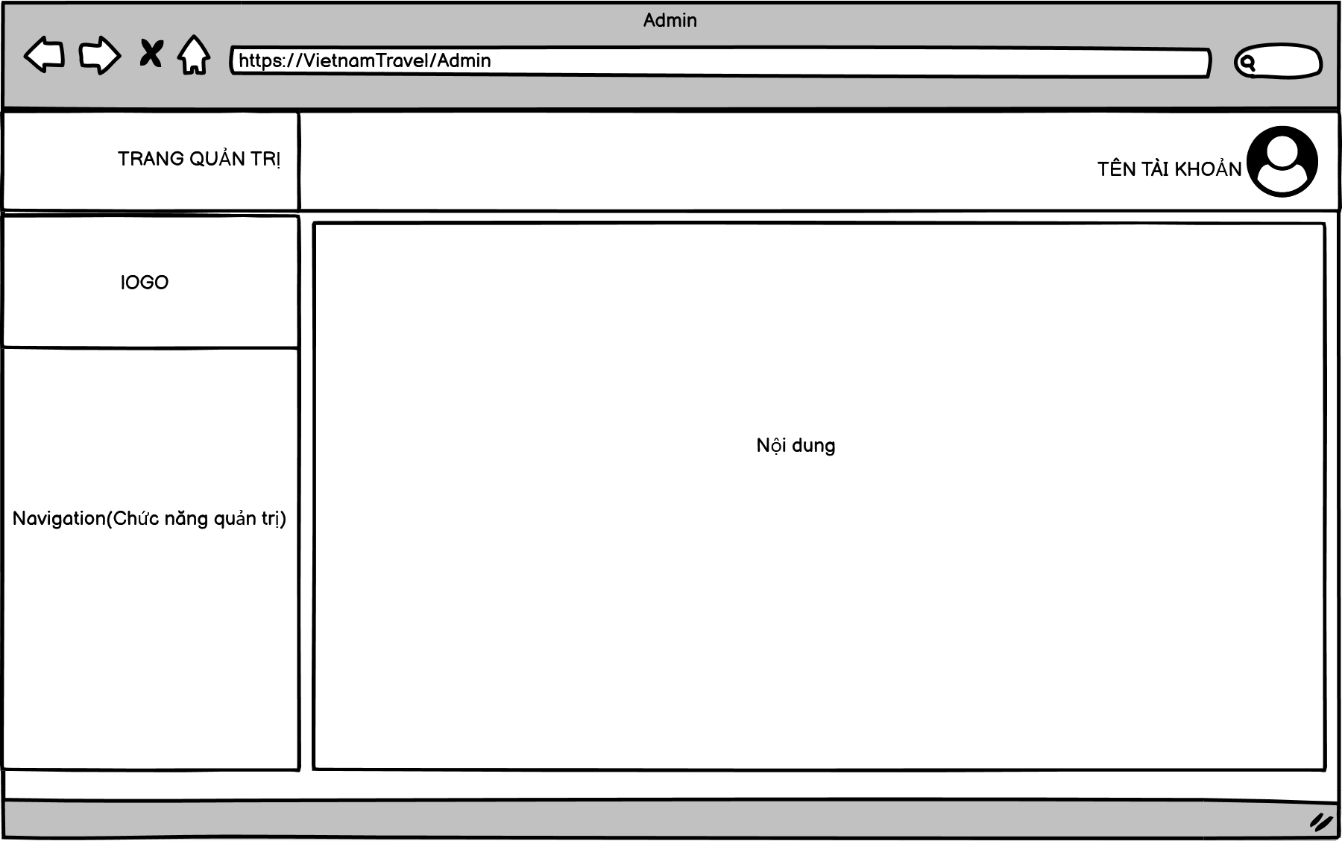 Admin
https://VietnamTravel/Admin
TRANG QUẢN TRỊ
TÊN TÀI KHOẢN
lOGO
Nội dung
Navigation(Chức năng quản trị)